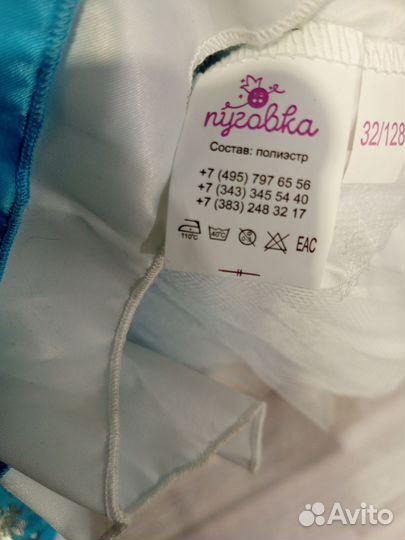 пуговка
Состав: полиэстр
+7 (495) 797 65 56
+7 (343) 345 54 40
+7 (383) 248 32 17
110°C 40°C EAC
32/128
Avito